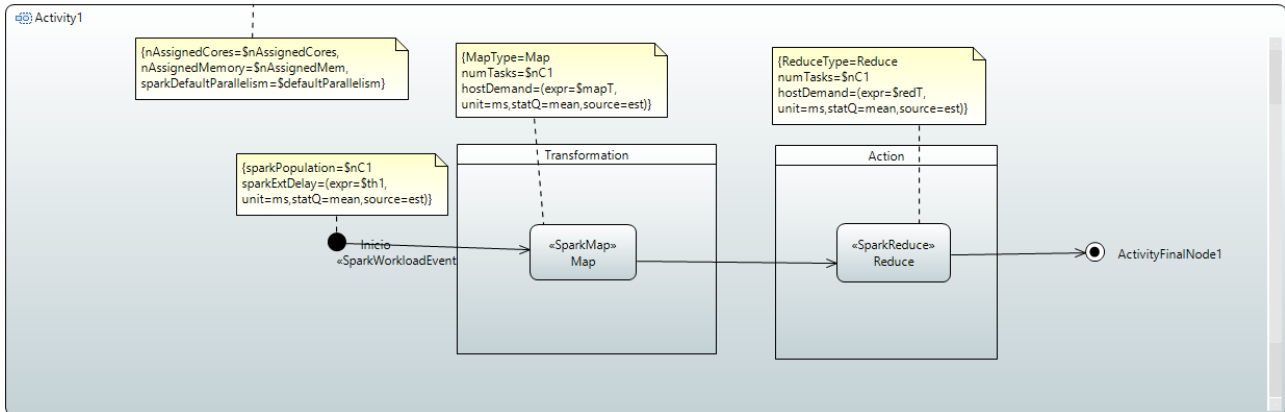 Activity1
{nAssignedCores=$nAssignedCores,
nAssignedMemory=$nAssignedMem,
sparkDefaultParallelism=$defaultParallelism}
{MapType=Map
numTasks=$nC1
hostDemand=(expr=$mapT,
unit=ms,statQ=mean,source=est)}
{ReduceType=Reduce
numTasks=$nC1
hostDemand=(expr=$redT,
unit=ms,statQ=mean,source=est)}
{sparkPopulation=$nC1
sparkExtDelay=(expr=$th1,
unit=ms,statQ=mean,source=est)}
Transformation
Action
Inicio
«SparkWorkloadEvent
«SparkMap»
Map
«SparkReduce»
Reduce
ActivityFinalNode1